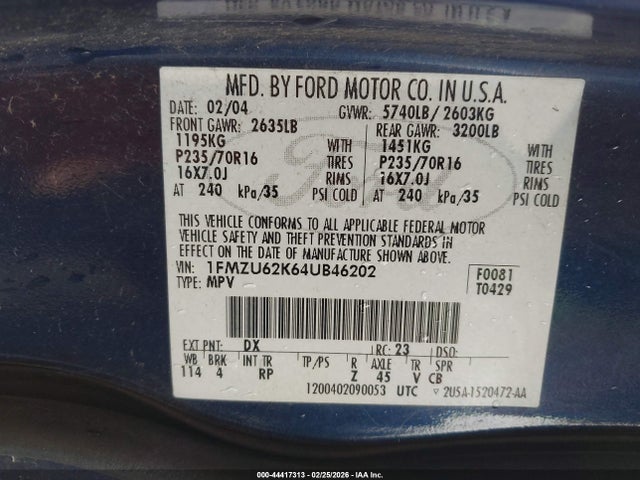 MFD. BY FORD MOTOR CO. IN U.S.A.
DATE: 02/04 GVWR: 5740LB/ 2603KG
FRONT GAWR: 2635LB REAR GAWR: 3200LB
1195KG WITH 1451KG WITH
P235/70R16 TIRES P235/70R16 TIRES
16X7.0J RIMS 16X7.0J RIMS
AT 240 kPa/35 PSI COLD AT 240 kPa/35 PSI COLD
THIS VEHICLE CONFORMS TO ALL APPLICABLE FEDERAL MOTOR
VEHICLE SAFETY AND THEFT PREVENTION STANDARDS IN
EFFECT ON THE DATE OF MANUFACTURE SHOWN ABOVE.
VIN: 1FMZU62K64UB46202 F0081
TYPE: MPV T0429
EXT PNT: DX RC: 23 DSO:
WB BRK INT TR TP/PS R AXLE TR SPR
114 4 RP Z 45 V CB
1200402090053 UTC ▽ 2USA-1520472-AA
Ford
000-44417313 - 02/25/2026 - IAA Inc.